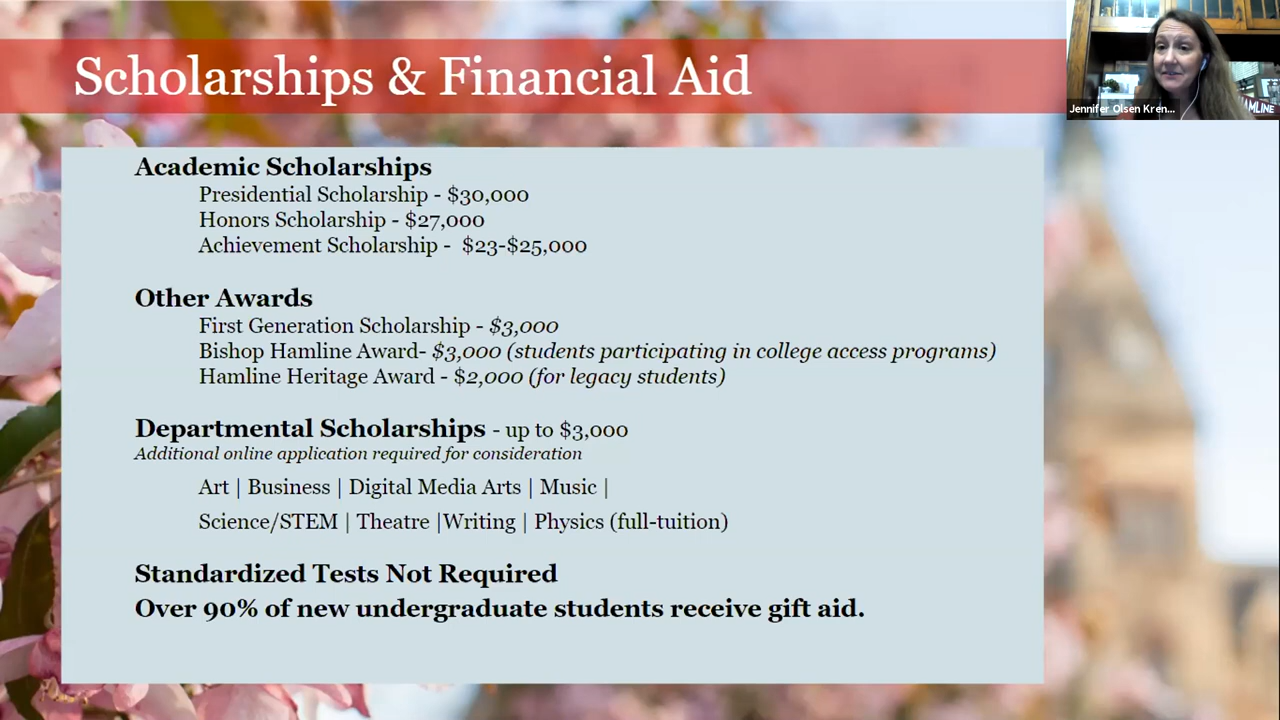 Scholarships & Financial Aid
Jennifer Olsen Kren...
AMLINE
Academic Scholarships
Presidential Scholarship - $30,000
Honors Scholarship - $27,000
Achievement Scholarship -  $23-$25,000
Other Awards
First Generation Scholarship - $3,000
Bishop Hamline Award- $3,000 (students participating in college access programs)
Hamline Heritage Award - $2,000 (for legacy students)
Departmental Scholarships - up to $3,000
Additional online application required for consideration
Art | Business | Digital Media Arts | Music |
Science/STEM | Theatre |Writing | Physics (full-tuition)
Standardized Tests Not Required
Over 90% of new undergraduate students receive gift aid.